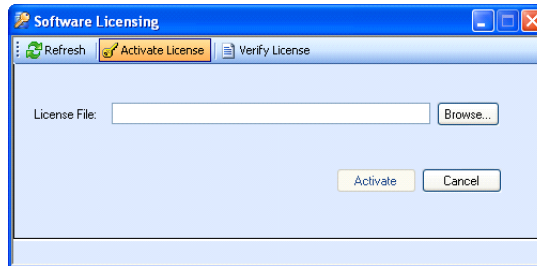 Software Licensing
Refresh Activate License Verify License
License File: Browse...
Activate Cancel